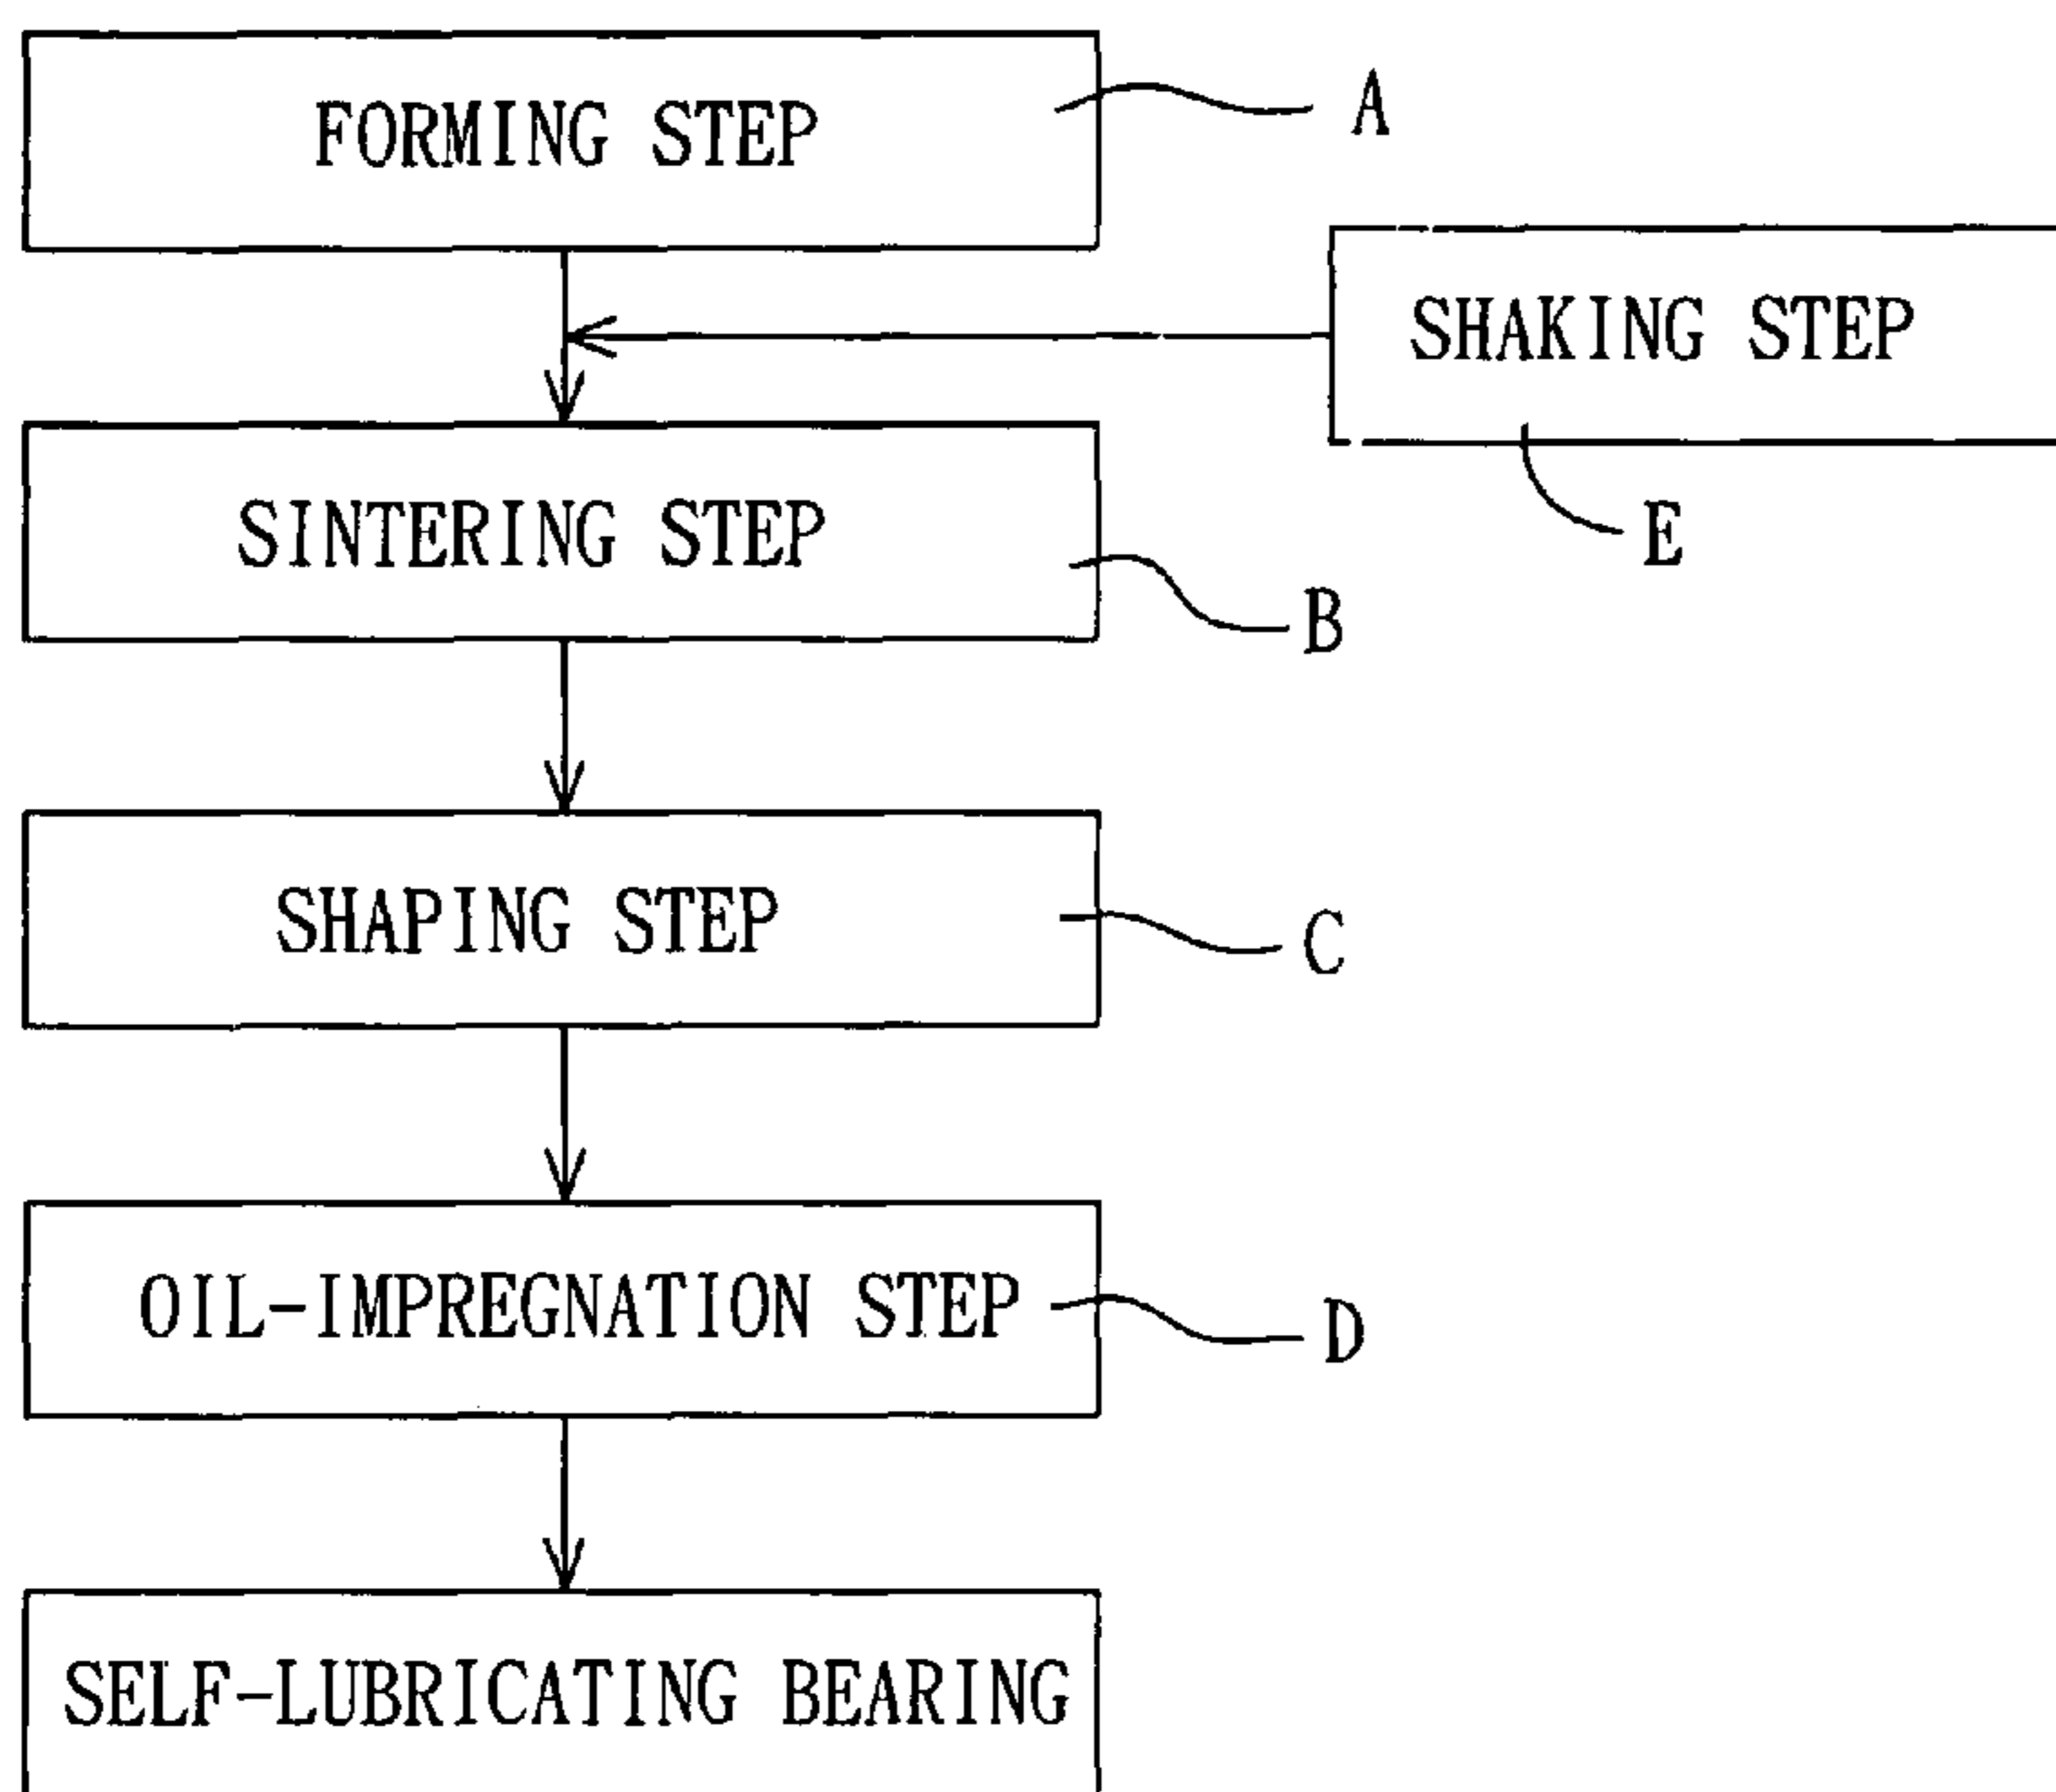 FORMING STEP
A
SHAKING STEP
E
SINTERING STEP
B
SHAPING STEP
C
OIL-IMPREGNATION STEP
D
SELF-LUBRICATING BEARING